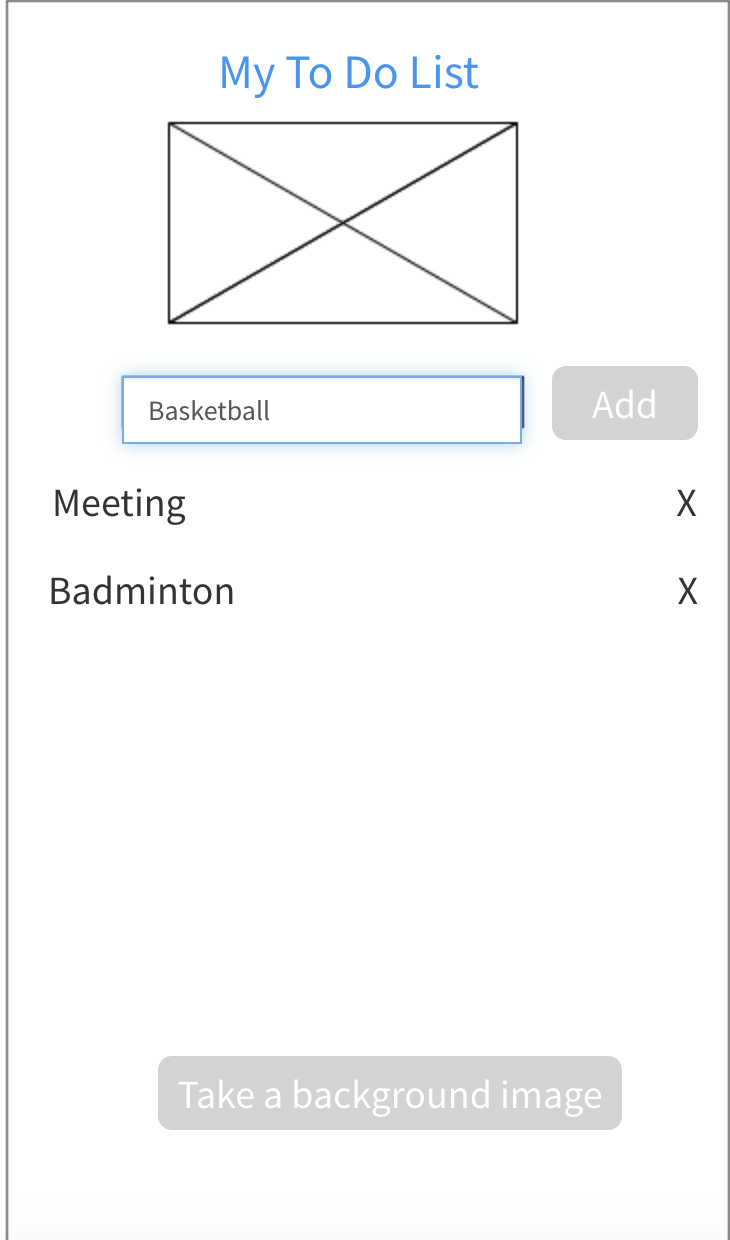 My To Do List
Basketball
Add
Meeting X
Badminton X
Take a background image